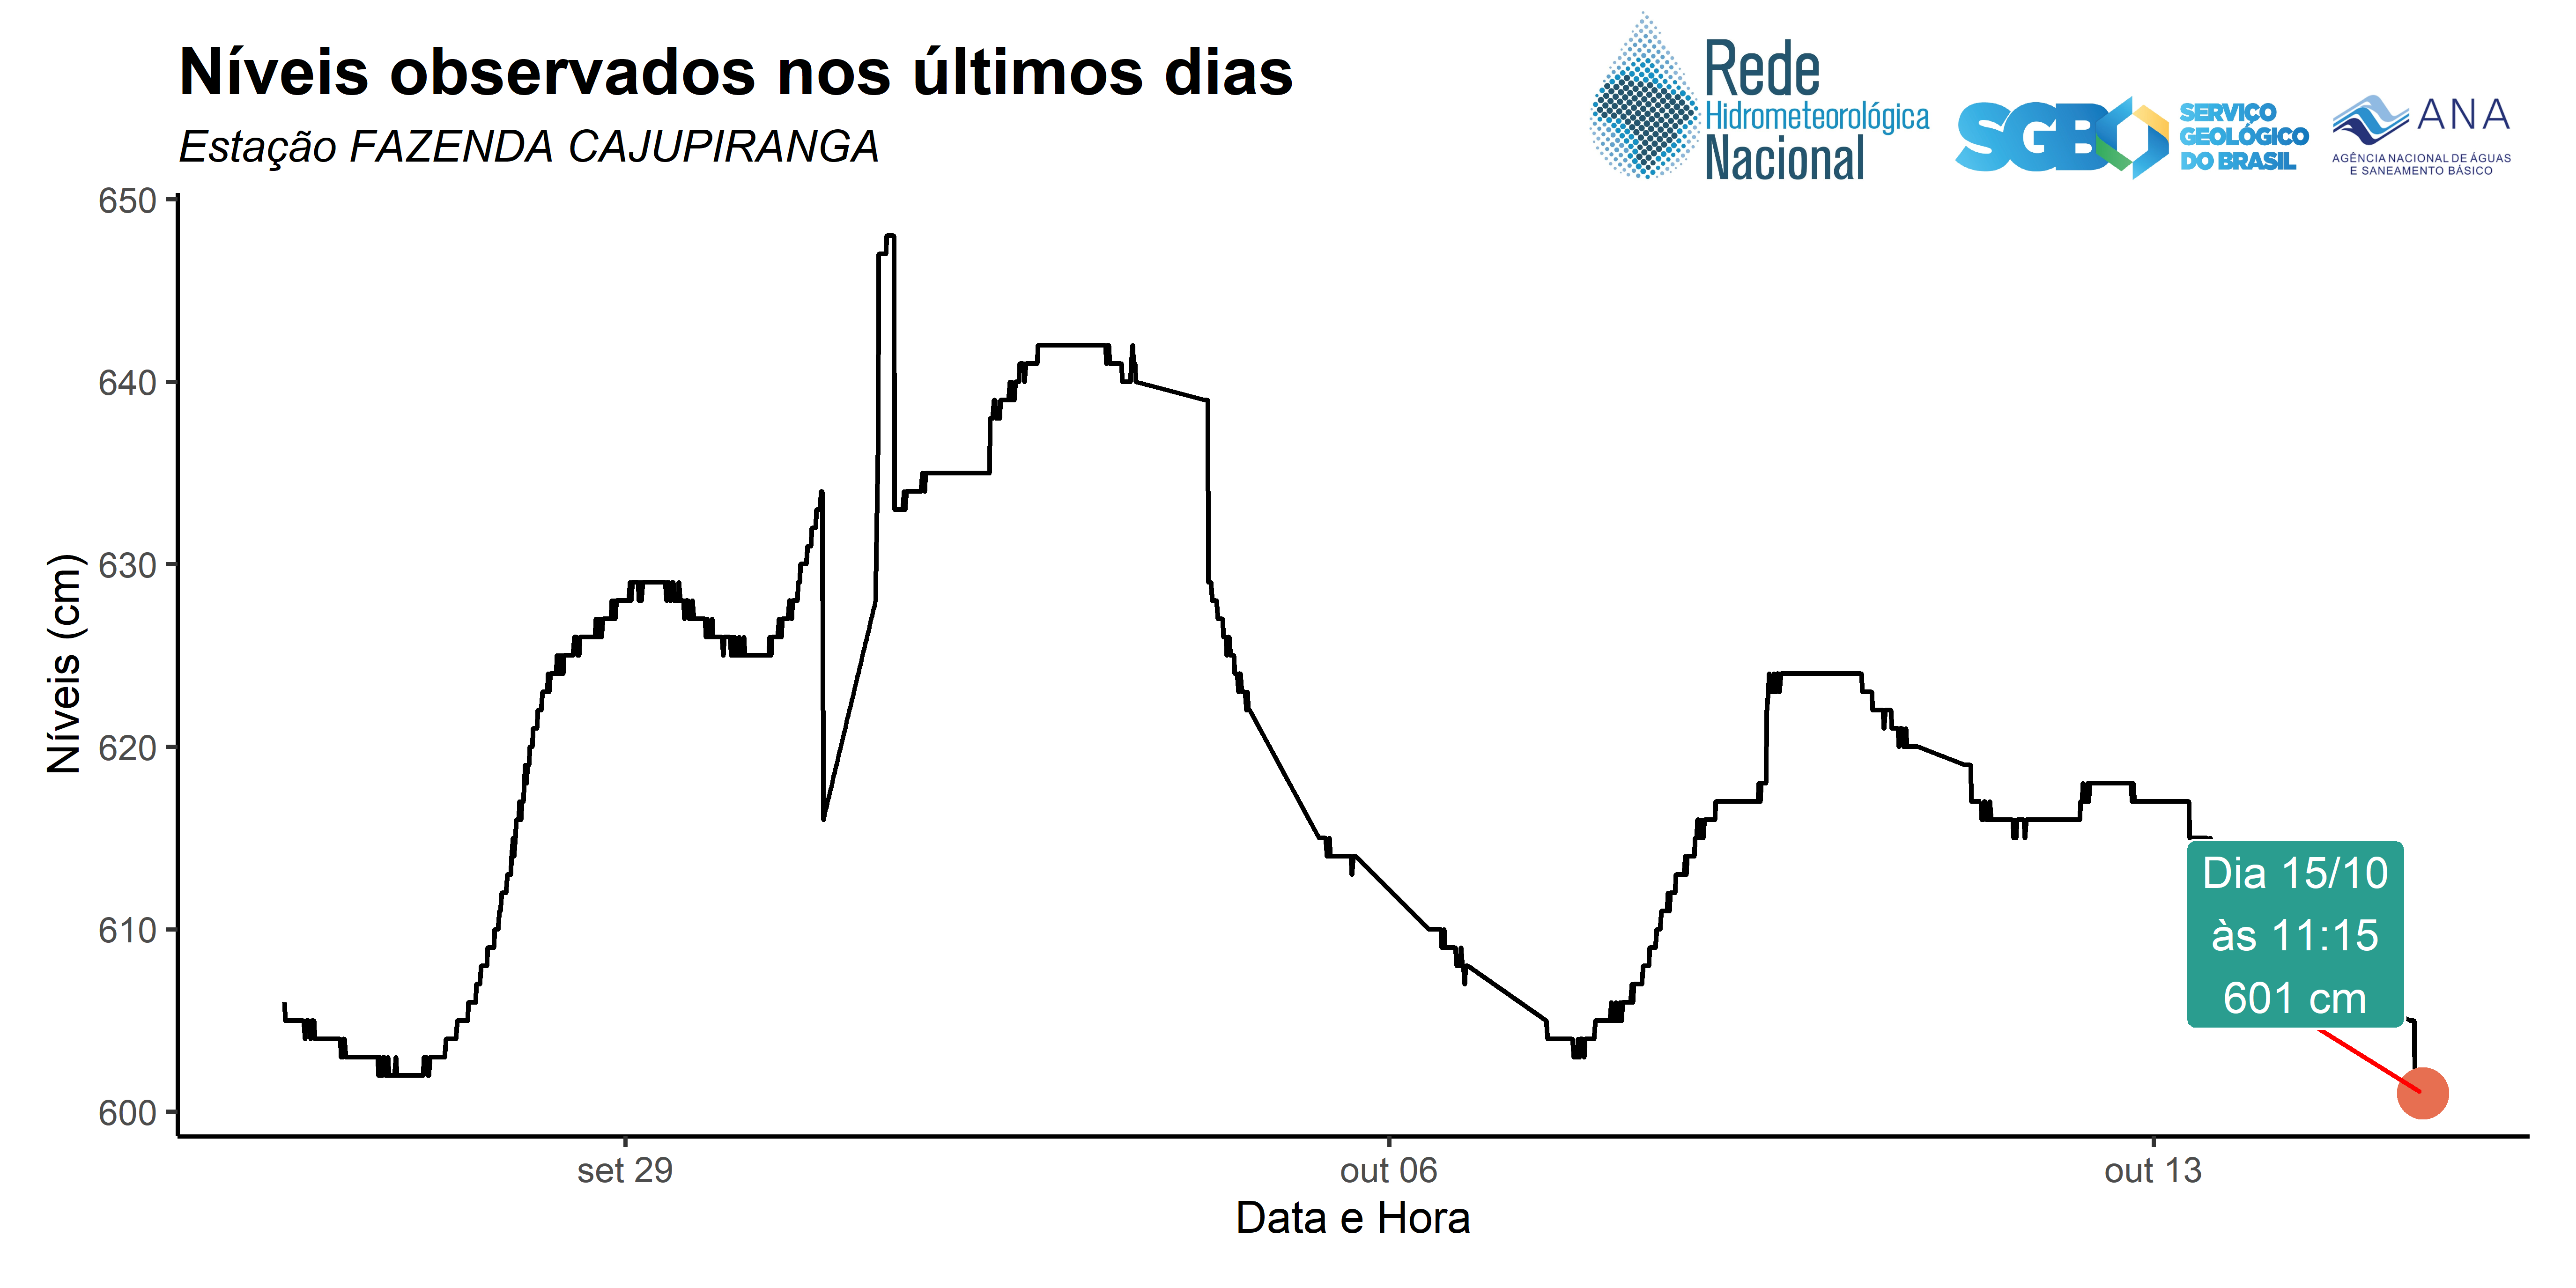 Níveis observados nos últimos dias
Estação FAZENDA CAJUPIRANGA
Rede
Hidrometeorológica
Nacional
SGB
SERVIÇO
GEOLÓGICO
DO BRASIL
ANA
AGÊNCIA NACIONAL DE ÁGUAS
E SANEAMENTO BÁSICO
Níveis (cm)
650
640
630
620
610
600
Dia 15/10
às 11:15
601 cm
set 29
out 06
out 13
Data e Hora